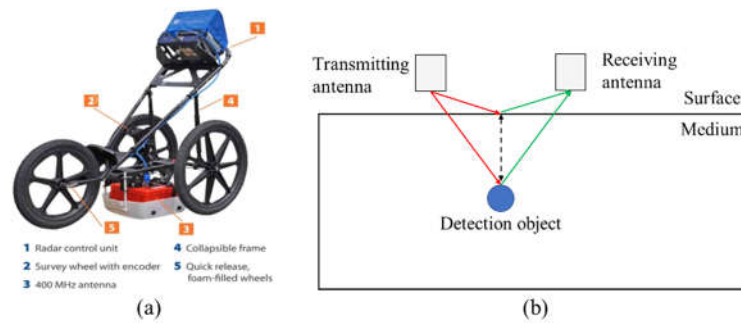 1
2
4
5
3
1 Radar control unit
2 Survey wheel with encoder
3 400 MHz antenna
4 Collapsible frame
5 Quick release,
foam-filled wheels
(a)
Transmitting
antenna
Receiving
antenna
Surface
Medium
Detection object
(b)